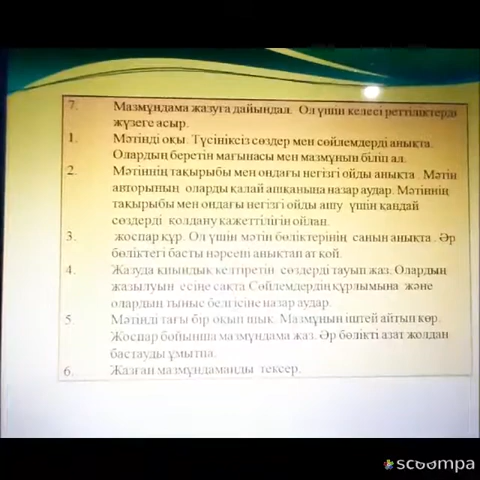 7. Мазмұндама жазуға дайындал. Ол үшін келесі реттіліктерді
жүзеге асыр.
1. Мәтінді оқы. Түсініксіз сөздер мен сөйлемдерді анықта.
Олардың беретін мағынасы мен мазмұнын біліп ал.
2. Мәтіннің тақырыбы мен ондағы негізгі ойды анықта . Мәтін
авторының оларды қалай ашқанына назар аудар. Мәтіннің
тақырыбы мен ондағы негізгі ойды ашу үшін қандай
сөздерді қолдану қажеттілігін ойлан.
3. жоспар құр. Ол үшін мәтін бөліктерінің санын анықта . Әр
бөліктегі басты нәрсені анықтап ат қой.
4. Жазуда қиындық келтіретін сөздерді тауып жаз. Олардың
жазылуын есіңе сақта Сөйлемдердің құрлымына және
олардың тыныс белгісіне назар аудар.
5. Мәтінді тағы бір оқып шық. Мазмұнын іштей айтып көр.
Жоспар бойынша мазмұндама жаз. Әр бөлікті азат жолдан
бастауды ұмытпа.
6. Жазған мазмұндамаңды тексер.
scoompa